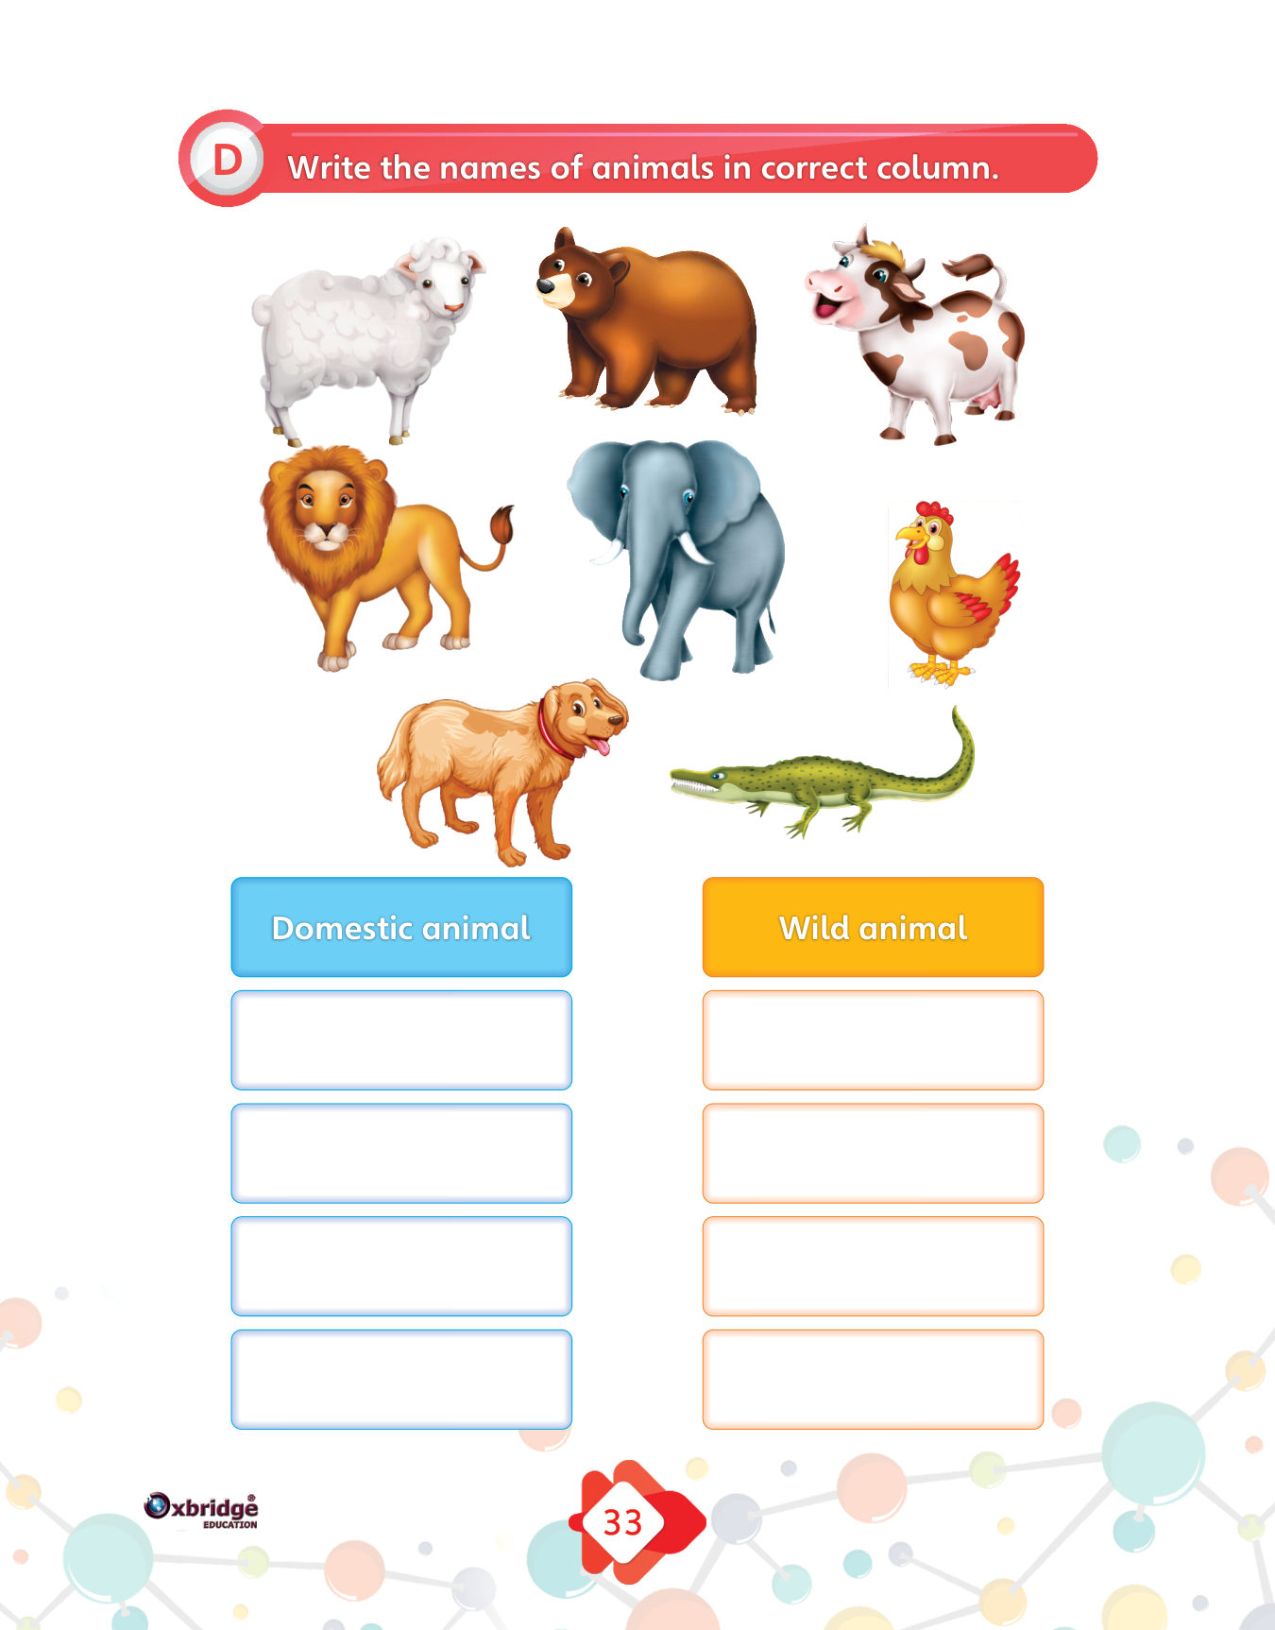 D
Write the names of animals in correct column.
Domestic animal
Wild animal
Oxbridge®
EDUCATION
33